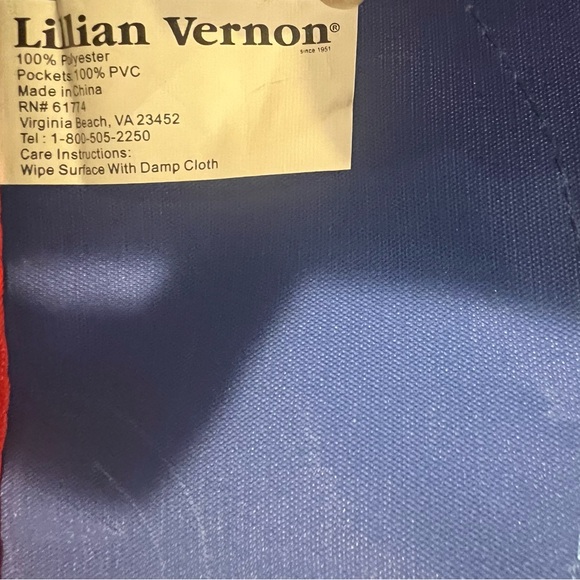 Lillian Vernon®
since 1951
100% Polyester
Pockets 100% PVC
Made in China
RN# 61774
Virginia Beach, VA 23452
Tel : 1-800-505-2250
Care Instructions:
Wipe Surface With Damp Cloth